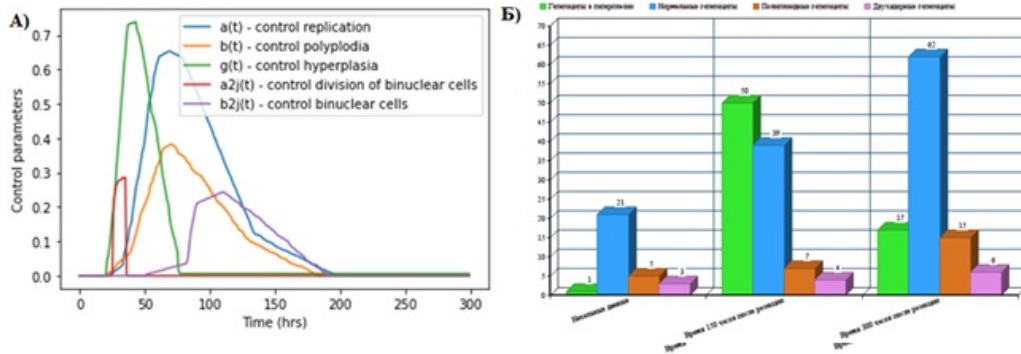 А)
0.7
0.6
0.5
0.4
0.3
0.2
0.1
0.0
Control parameters
a(t) - control replication
b(t) - control polyplodia
g(t) - control hyperplasia
a2j(t) - control division of binuclear cells
b2j(t) - control binuclear cells
0 50 100 150 200 250 300
Time (hrs)
Б)
Гепатоциты в гипертрофии Нормальные гепатоциты Полиплоидные гепатоциты Двухядерные гепатоциты
70
65
60
55
50
45
40
35
30
25
20
15
10
5
0
1 21 5 3
50 39 7 4
17 62 15 6
Начальные данные
Время 150 часов после резекции
Время 300 часов после резекции